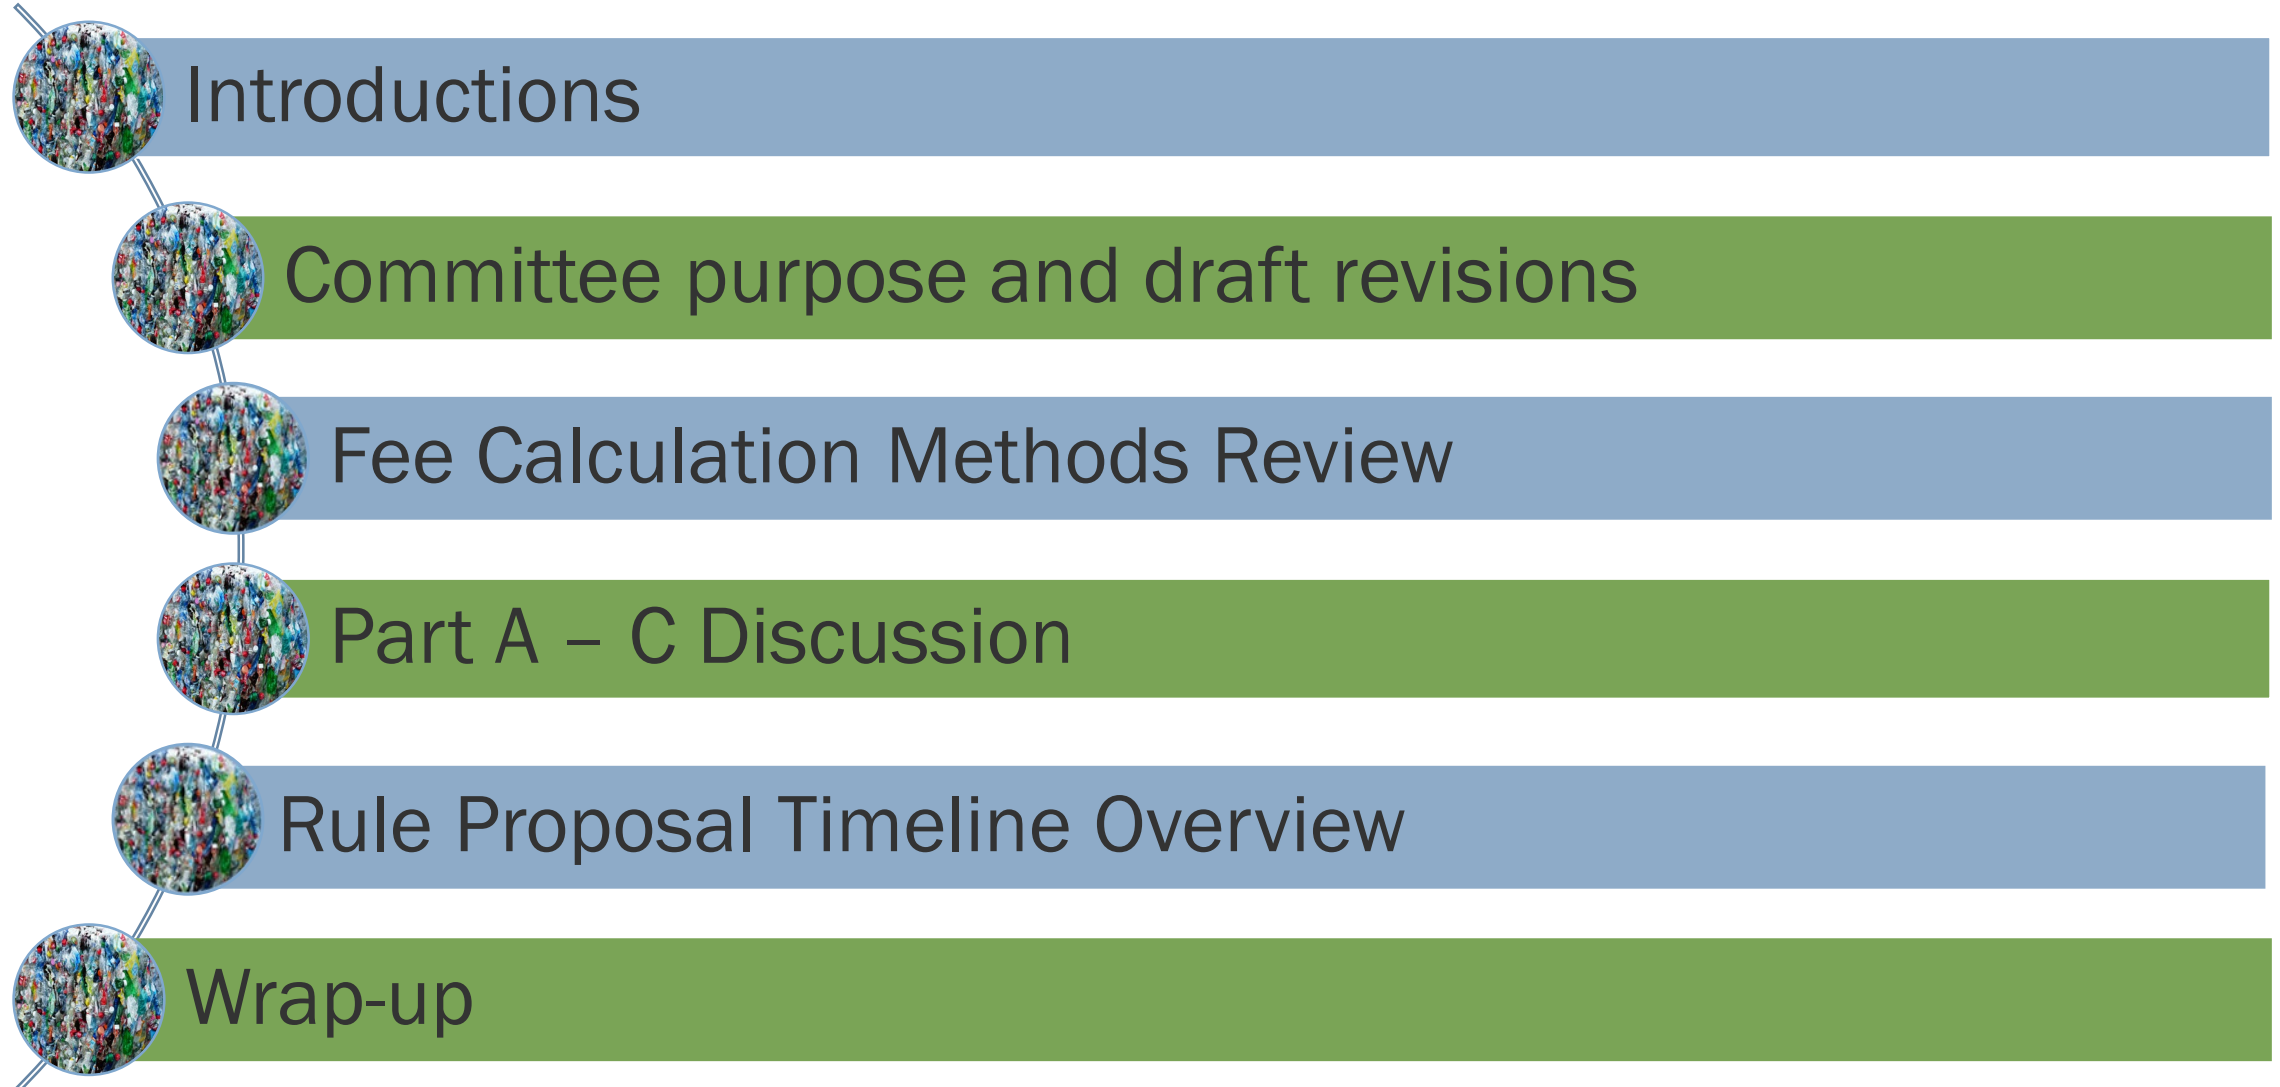 Introductions
Committee purpose and draft revisions
Fee Calculation Methods Review
Part A – C Discussion
Rule Proposal Timeline Overview
Wrap-up